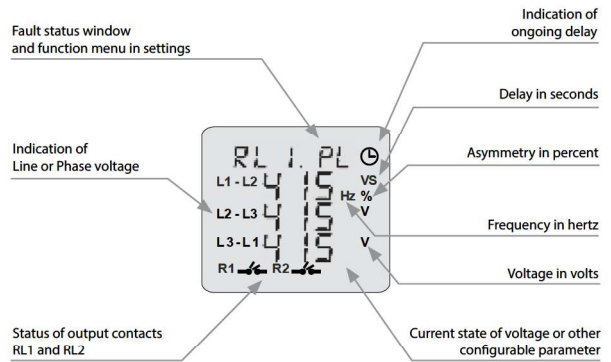 Fault status window
and function menu in settings
Indication of
ongoing delay
Delay in seconds
Indication of
Line or Phase voltage
Asymmetry in percent
Frequency in hertz
Voltage in volts
Status of output contacts
RL1 and RL2
Current state of voltage or other
configurable parameter
RL 1. PL
L1 - L2 415 VS
Hz %
L2 - L3 415 V
L3 - L1 415 V
R1 R2